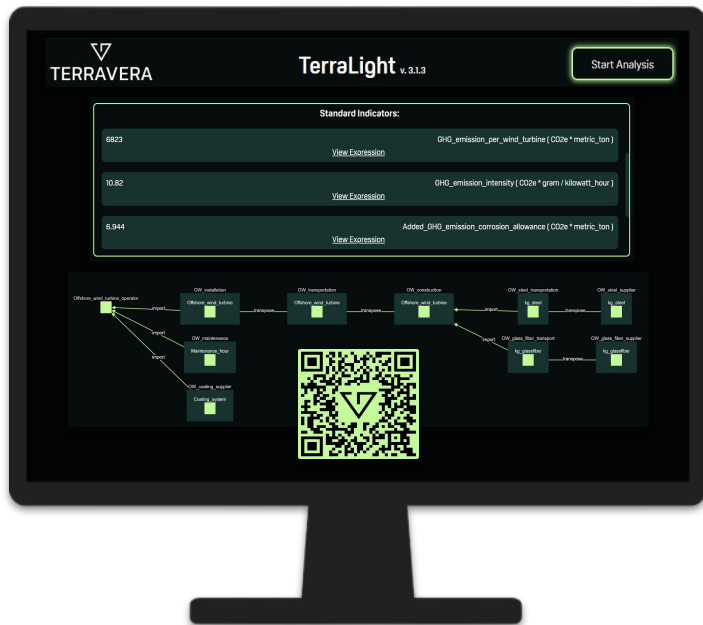 TERRAVERA
TerraLight v. 3.1.3
Start Analysis
Standard Indicators:
6823
GHG_emission_per_wind_turbine ( CO2e * metric_ton )
View Expression
10.82
GHG_emission_intensity ( CO2e * gram / kilowatt_hour )
View Expression
6.944
Added_GHG_emission_corrosion_allowance ( CO2e * metric_ton )
View Expression
Offshore_wind_turbine_operator
import
OW_installation
Offshore_wind_turbine
transpose
OW_transportation
Offshore_wind_turbine
transpose
OW_construction
Offshore_wind_turbine
import
OW_steel_transportation
kg_steel
transpose
OW_steel_supplier
kg_steel
import
OW_maintenance
Maintenance_hour
import
OW_glass_fiber_transport
kg_glassfiber
transpose
OW_glass_fiber_supplier
kg_glassfiber
import
OW_coating_supplier
Coating_system